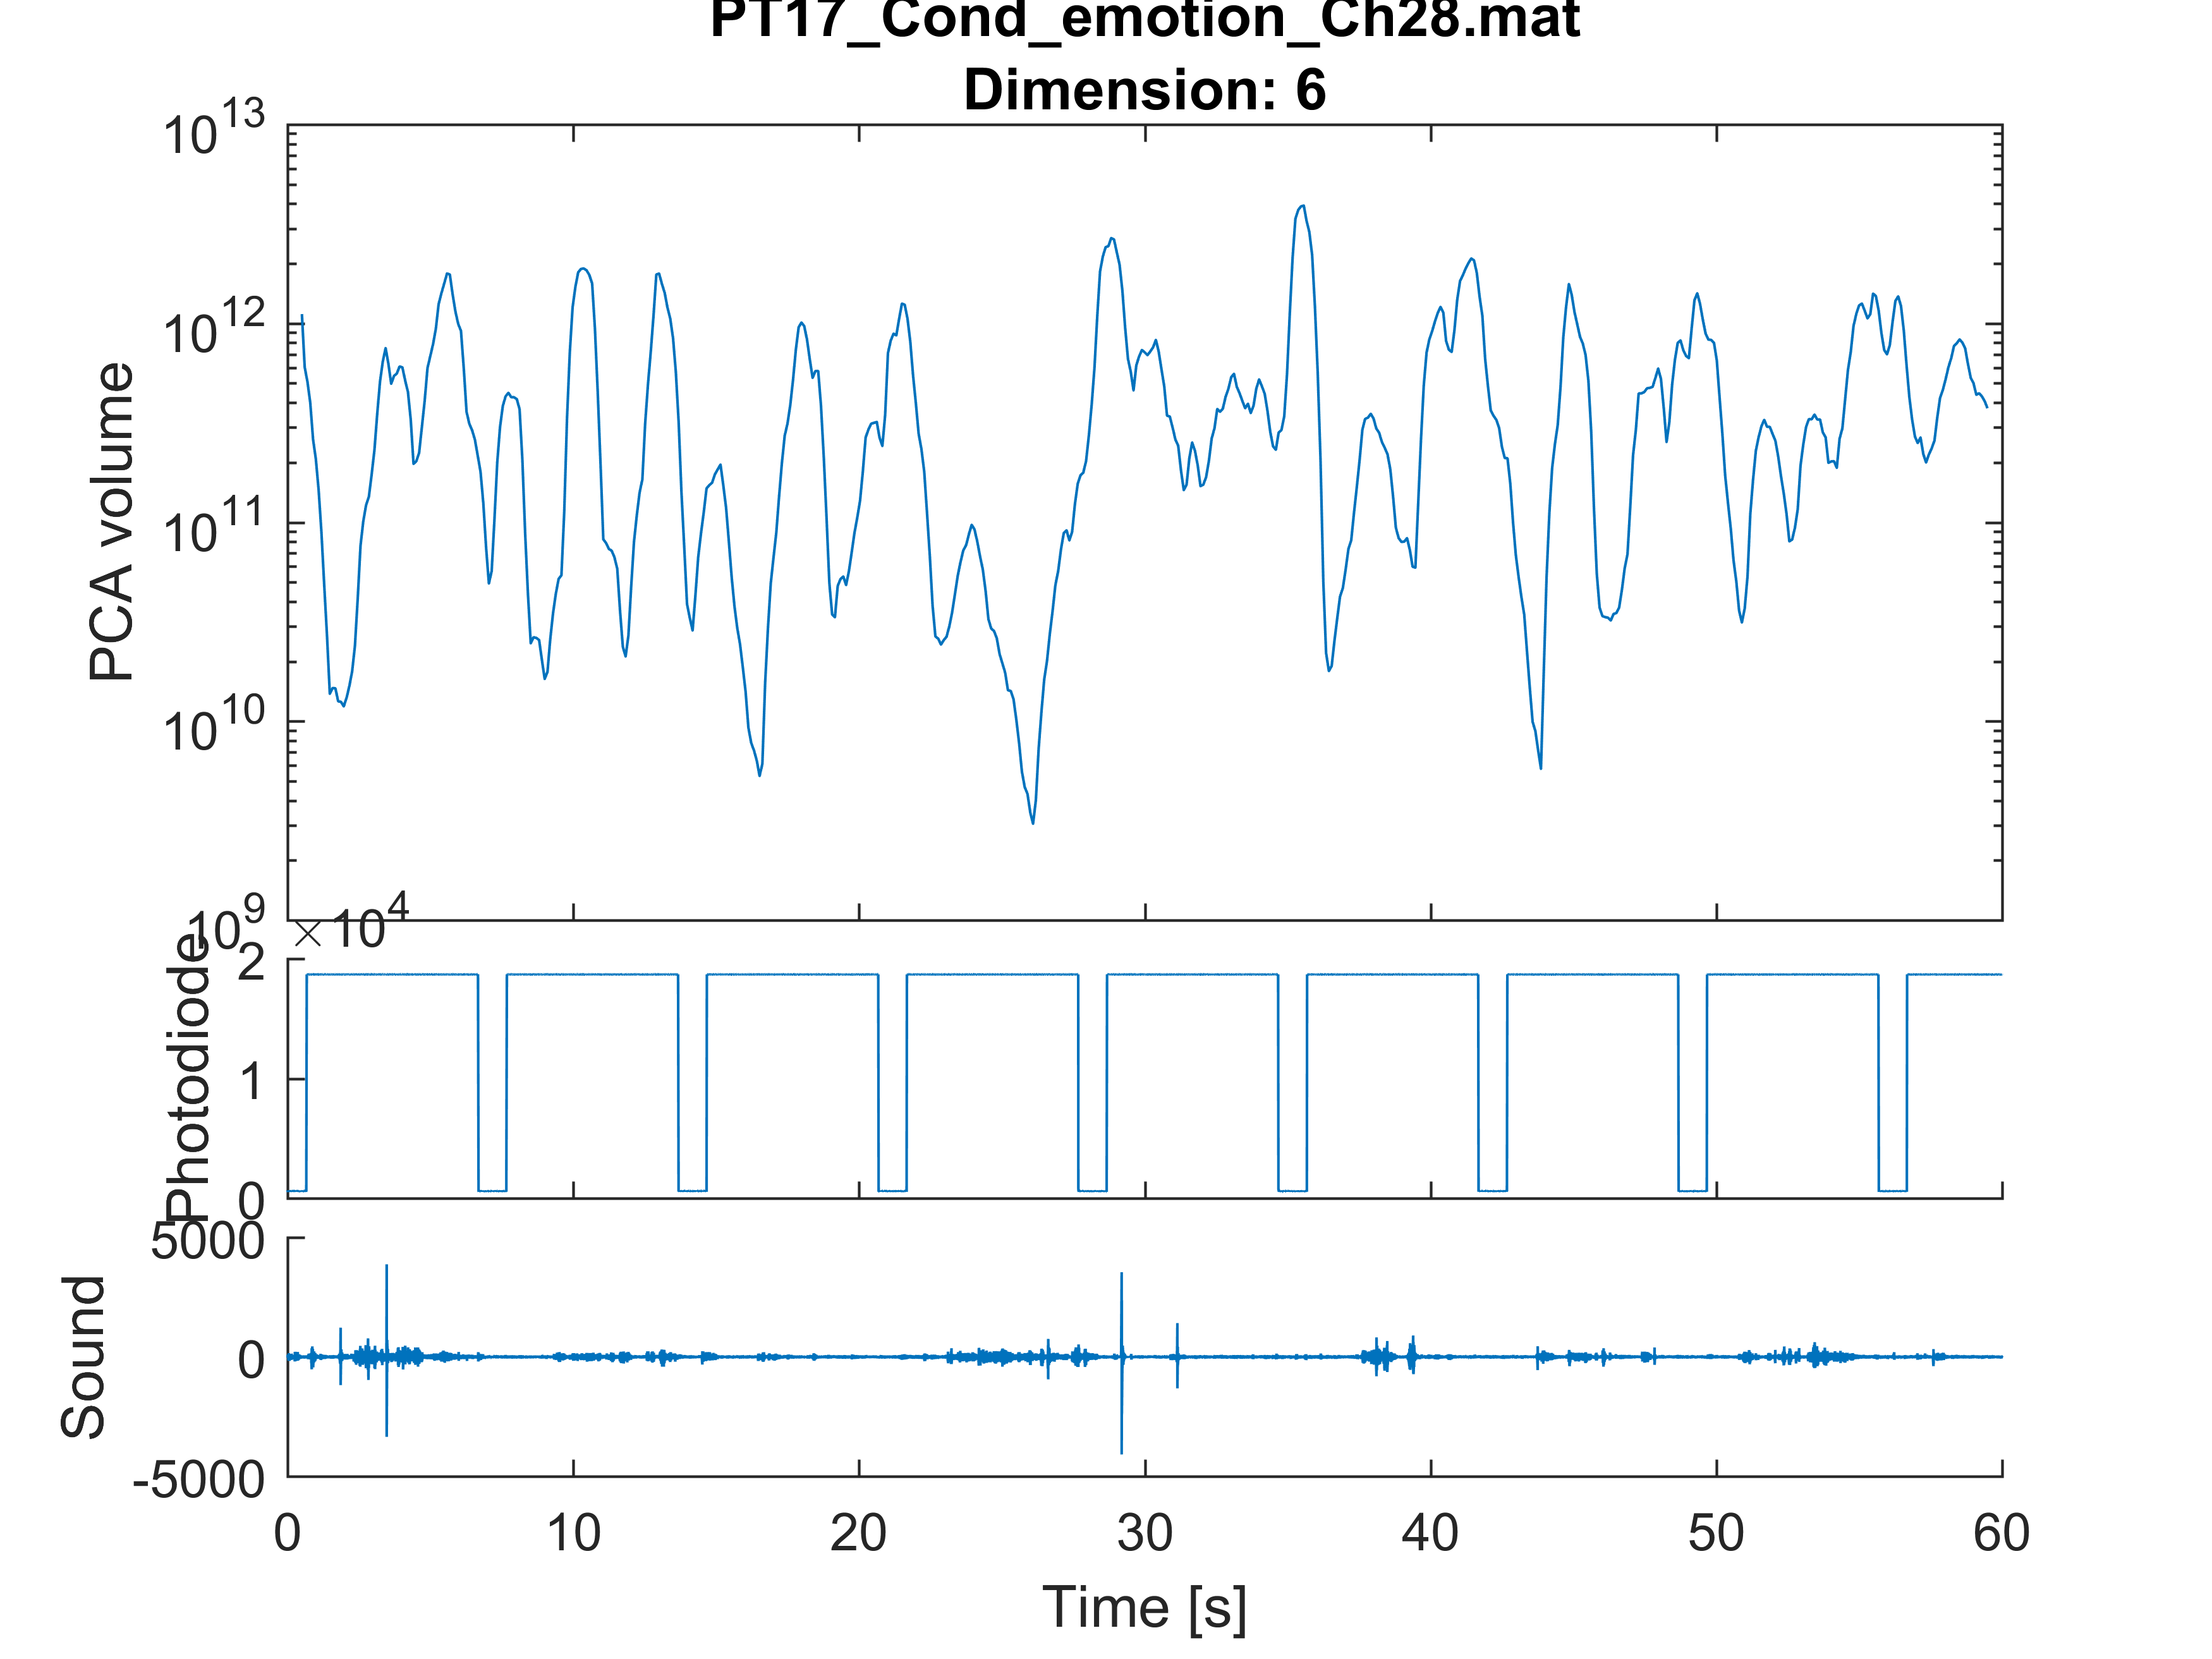 PT17_Cond_emotion_Ch28.mat
Dimension: 6
10^13
10^12
10^11
10^10
10^9
PCA volume
× 10^4
2
1
0
Photodiode
5000
0
-5000
Sound
0 10 20 30 40 50 60
Time [s]